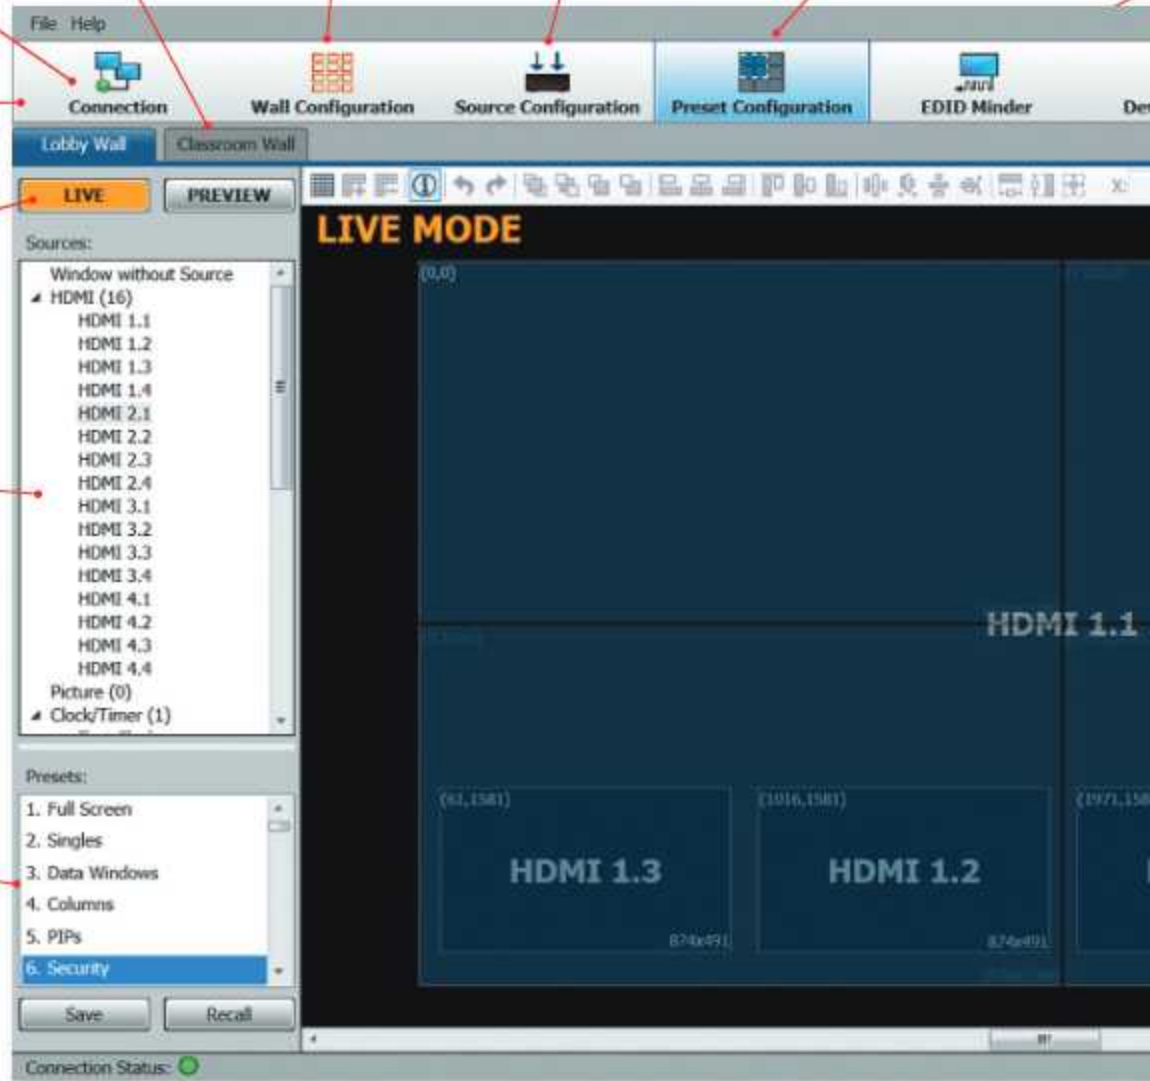 File Help
Connection
Wall Configuration
Source Configuration
Preset Configuration
EDID Minder
Lobby Wall
Classroom Wall
LIVE
PREVIEW
X:
Sources:
Window without Source
HDMI (16)
HDMI 1.1
HDMI 1.2
HDMI 1.3
HDMI 1.4
HDMI 2.1
HDMI 2.2
HDMI 2.3
HDMI 2.4
HDMI 3.1
HDMI 3.2
HDMI 3.3
HDMI 3.4
HDMI 4.1
HDMI 4.2
HDMI 4.3
HDMI 4.4
Picture (0)
Clock/Timer (1)
Presets:
1. Full Screen
2. Singles
3. Data Windows
4. Columns
5. PIPs
6. Security
Save
Recall
Connection Status:
LIVE MODE
(0,0)
HDMI 1.1
(61,1581)
HDMI 1.3
874x491
(1016,1581)
HDMI 1.2
874x491